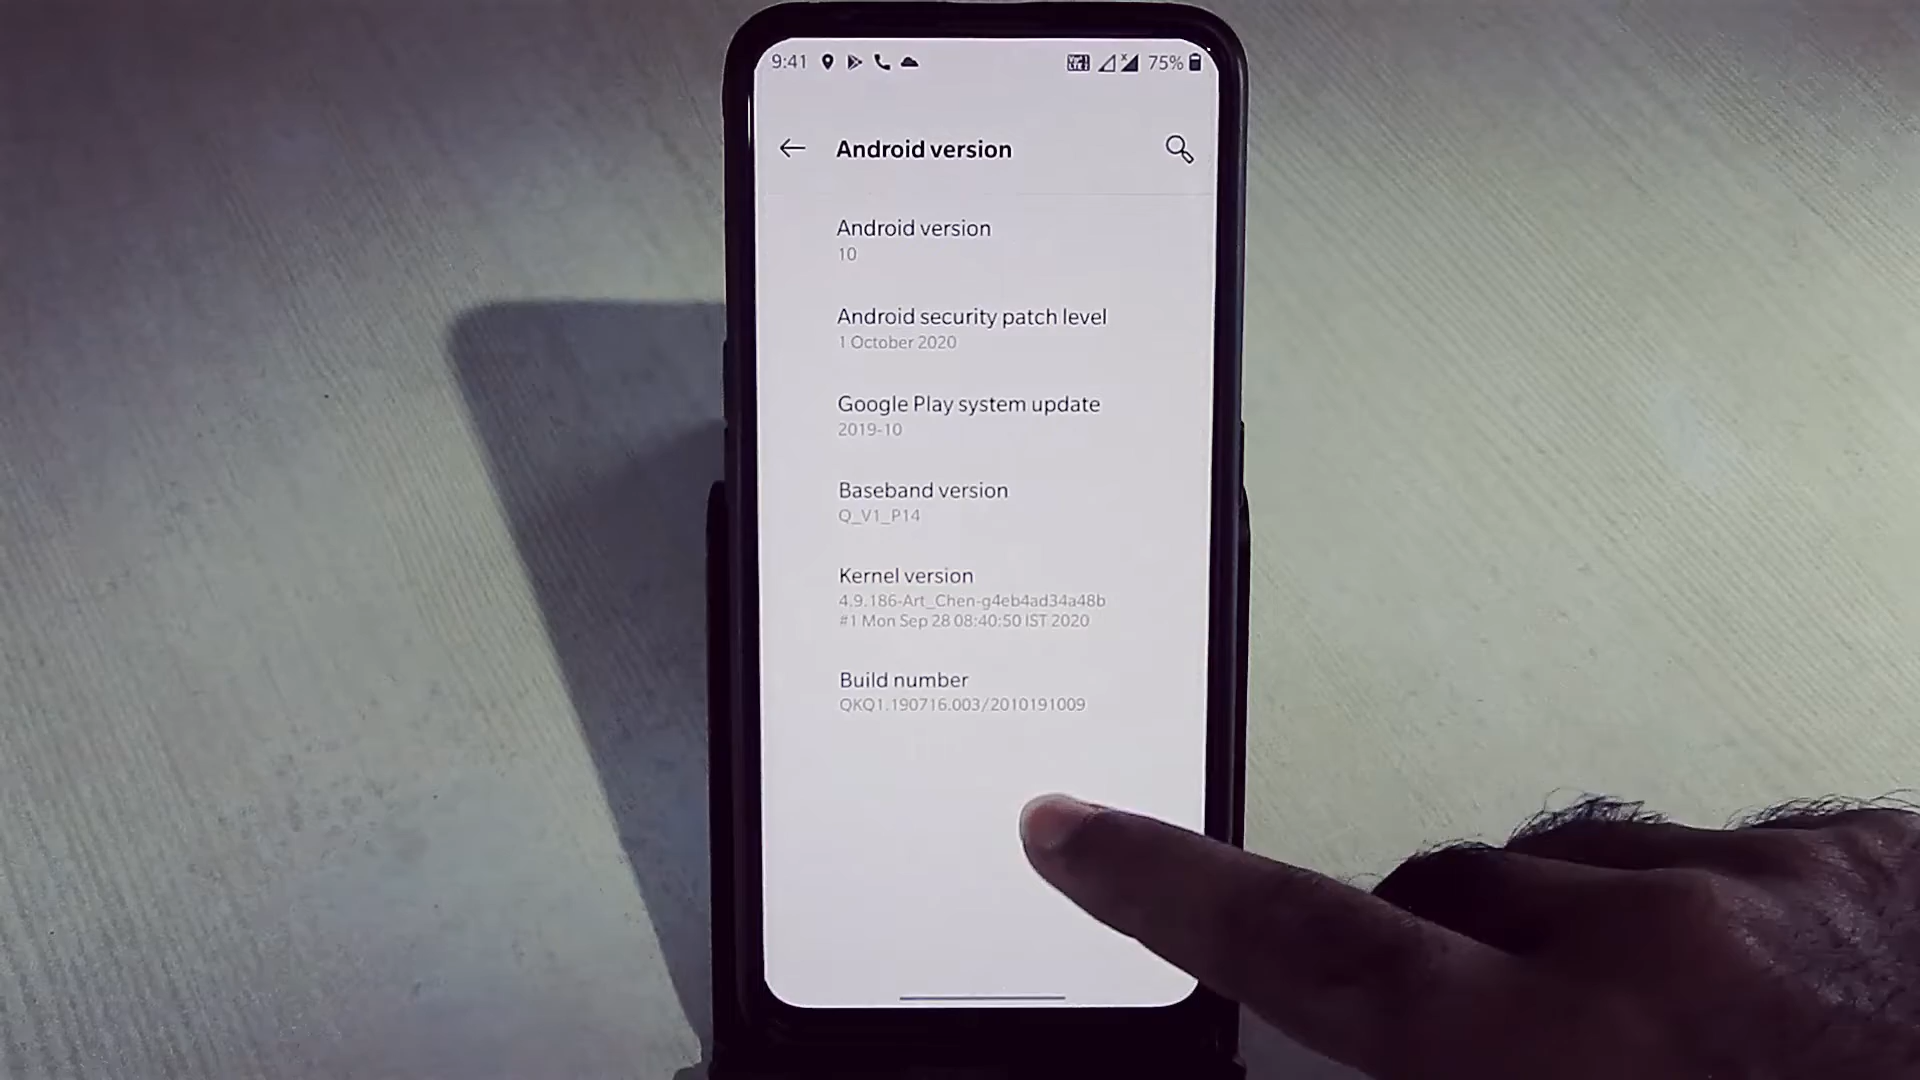 9:41 75%
Android version
Android version
10
Android security patch level
1 October 2020
Google Play system update
2019-10
Baseband version
Q_V1_P14
Kernel version
4.9.186-Art_Chen-g4eb4ad34a48b
#1 Mon Sep 28 08:40:50 IST 2020
Build number
QKQ1.190716.003/2010191009